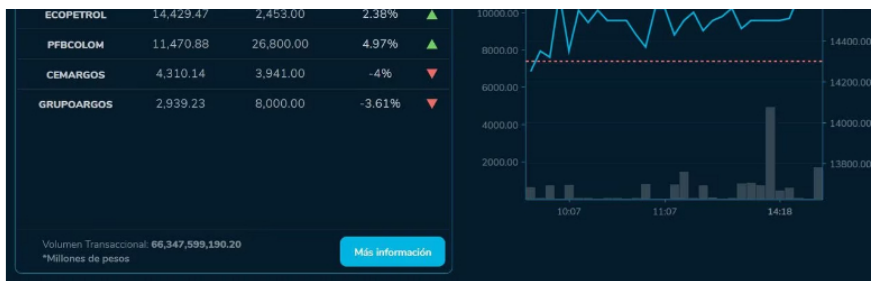 ECOPETROL 14,429.47 2,453.00 2.38%
PFBCOLOM 11,470.88 26,800.00 4.97%
CEMARGOS 4,310.14 3,941.00 -4%
GRUPOARGOS 2,939.23 8,000.00 -3.61%
Volumen Transaccional: 66,347,599,190.20
*Millones de pesos
Más información
10000.00
8000.00
6000.00
4000.00
2000.00
14400.00
14200.00
14000.00
13800.00
10:07 11:07 14:18